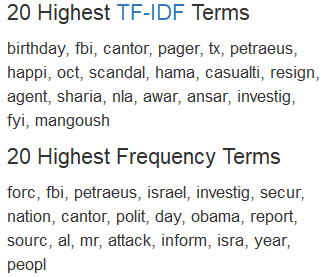 20 Highest TF-IDF Terms
birthday, fbi, cantor, pager, tx, petraeus,
happi, oct, scandal, hama, casualti, resign,
agent, sharia, nla, awar, ansar, investig,
fyi, mangoush
20 Highest Frequency Terms
forc, fbi, petraeus, israel, investig, secur,
nation, cantor, polit, day, obama, report,
sourc, al, mr, attack, inform, isra, year,
peopl